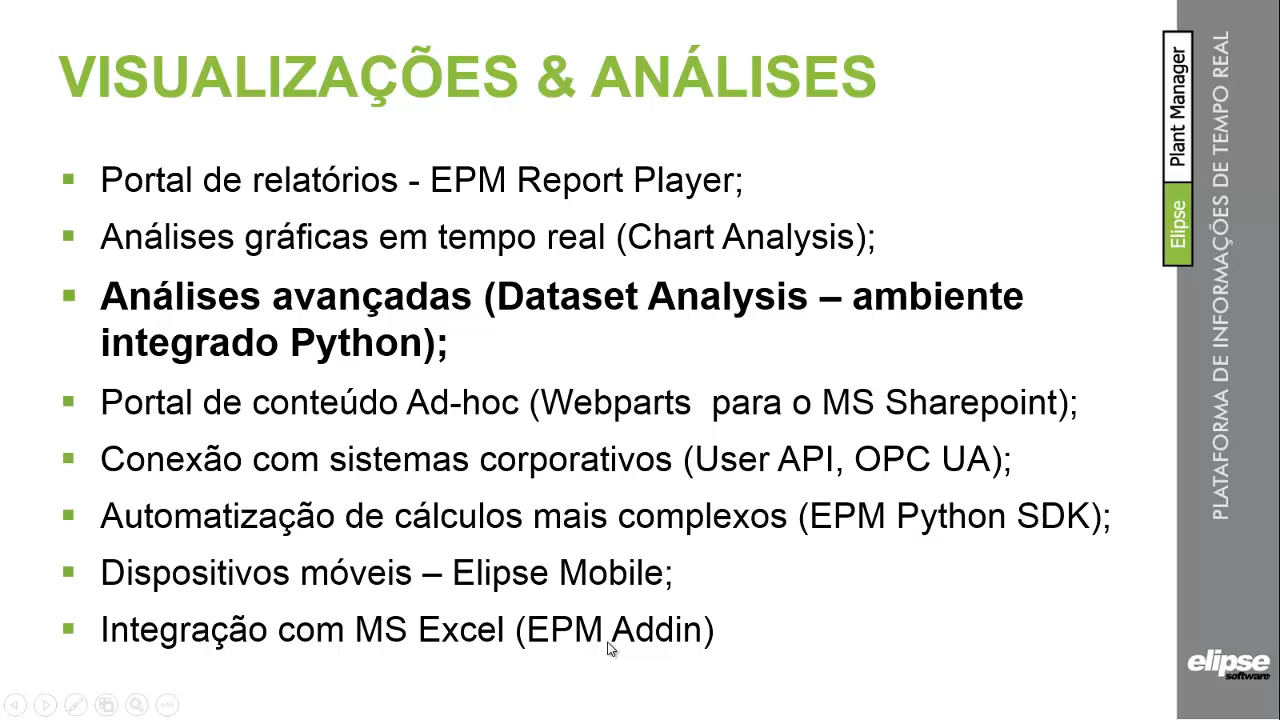 VISUALIZAÇÕES & ANÁLISES
Portal de relatórios - EPM Report Player;
Análises gráficas em tempo real (Chart Analysis);
Análises avançadas (Dataset Analysis – ambiente
integrado Python);
Portal de conteúdo Ad-hoc (Webparts para o MS Sharepoint);
Conexão com sistemas corporativos (User API, OPC UA);
Automatização de cálculos mais complexos (EPM Python SDK);
Dispositivos móveis – Elipse Mobile;
Integração com MS Excel (EPM Addin)
Elipse Plant Manager
PLATAFORMA DE INFORMAÇÕES DE TEMPO REAL
elipse
software